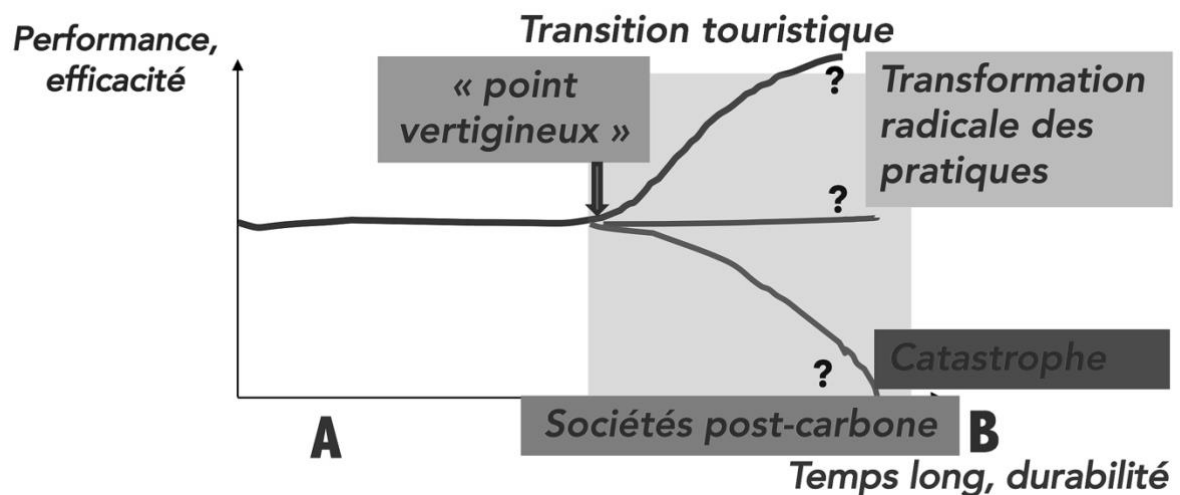 Transition touristique
Performance,
efficacité
« point
vertigineux »
?
Transformation
radicale des
pratiques
?
?
Catastrophe
Sociétés post-carbone
A
B
Temps long, durabilité